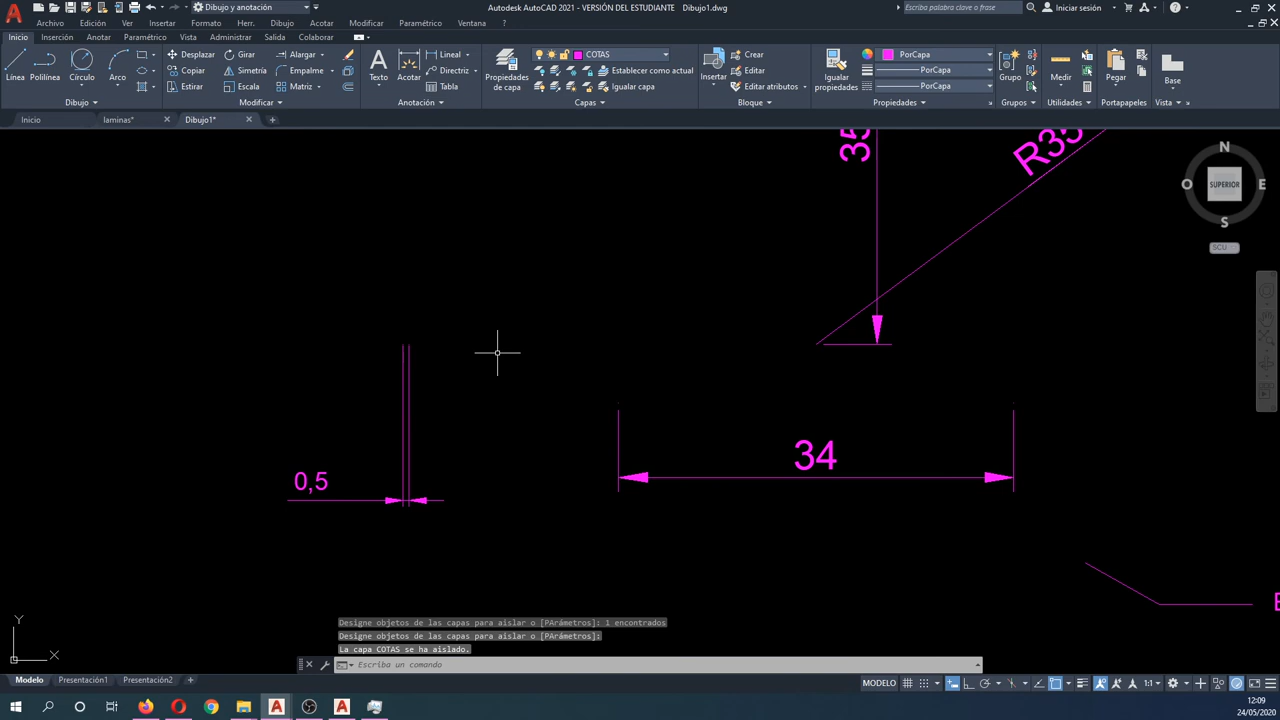 Dibujo y anotación
Autodesk AutoCAD 2021 - VERSIÓN DEL ESTUDIANTE Dibujo1.dwg
Escriba palabra clave o frase
Iniciar sesión
Archivo Edición Ver Insertar Formato Herr. Dibujo Acotar Modificar Paramétrico Ventana ?
Inicio Inserción Anotar Paramétrico Vista Administrar Salida Colaborar
Línea Polilínea Círculo Arco
Desplazar Girar Alargar
Copiar Simetría Empalme
Estirar Escala Matriz
Texto Acotar
Lineal
Directriz
Tabla
Propiedades de capa
COTAS
Establecer como actual
Igualar capa
Insertar
Crear
Editar
Editar atributos
Igualar propiedades
PorCapa
PorCapa
PorCapa
Grupo Medir Pegar Base
Dibujo Modificar Anotación Capas Bloque Propiedades Grupos Utilidades Portapapeles Vista
Inicio laminas* Dibujo1*
35
R35
N
O SUPERIOR E
S
SCU
34
0,5
Y
X
Designe objetos de las capas para aislar o [PArámetros]: 1 encontrados
Designe objetos de las capas para aislar o [PArámetros]:
La capa COTAS se ha aislado.
Escriba un comando
Modelo Presentación1 Presentación2 +
MODELO
1:1
12:09
24/05/2020